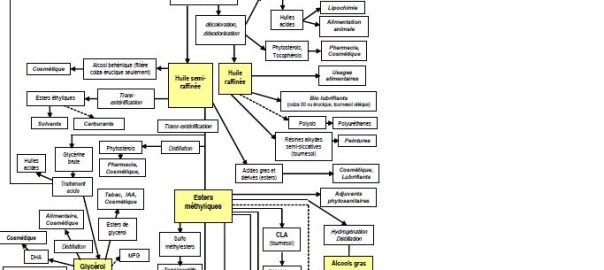 Lipochimie
décoloration,
désodorisation
Huiles
acides
Alimentation
animale
Phytostérols,
Tocophérols
Pharmacie,
Cosmétique
Cosmétique
Alcool béhénique (filière
colza érucique seulement)
Huile semi-
raffinée
Huile
raffinée
Usages
alimentaires
Esters éthyliques
Trans-
estérification
Bio lubrifiants
(colza 00 ou érucique, tournesol oléique)
Solvants
Carburants
Trans-estérification
Polyols
Polyuréthanes
Résines alkydes
semi-siccatives
(tournesol)
Peintures
Huiles
acides
Glycérine
brute
Phytostérols
Distillation
Pharmacie,
Cosmétique,
Acides gras et
dérivés (esters)
Cosmétique,
Lubrifiants
Traitement
acide
Tabac, IAA,
Cosmétique
Esters
méthyliques
Adjuvants
phytosanitaires
Alimentaire,
Cosmétique
Esters de
glycérol
Hydrogénation
Distillation
Cosmétique
Distillation
Sulfo
méthylesters
CLA
(tournesol)
DHA
MPG
Glycérol
Alcools gras